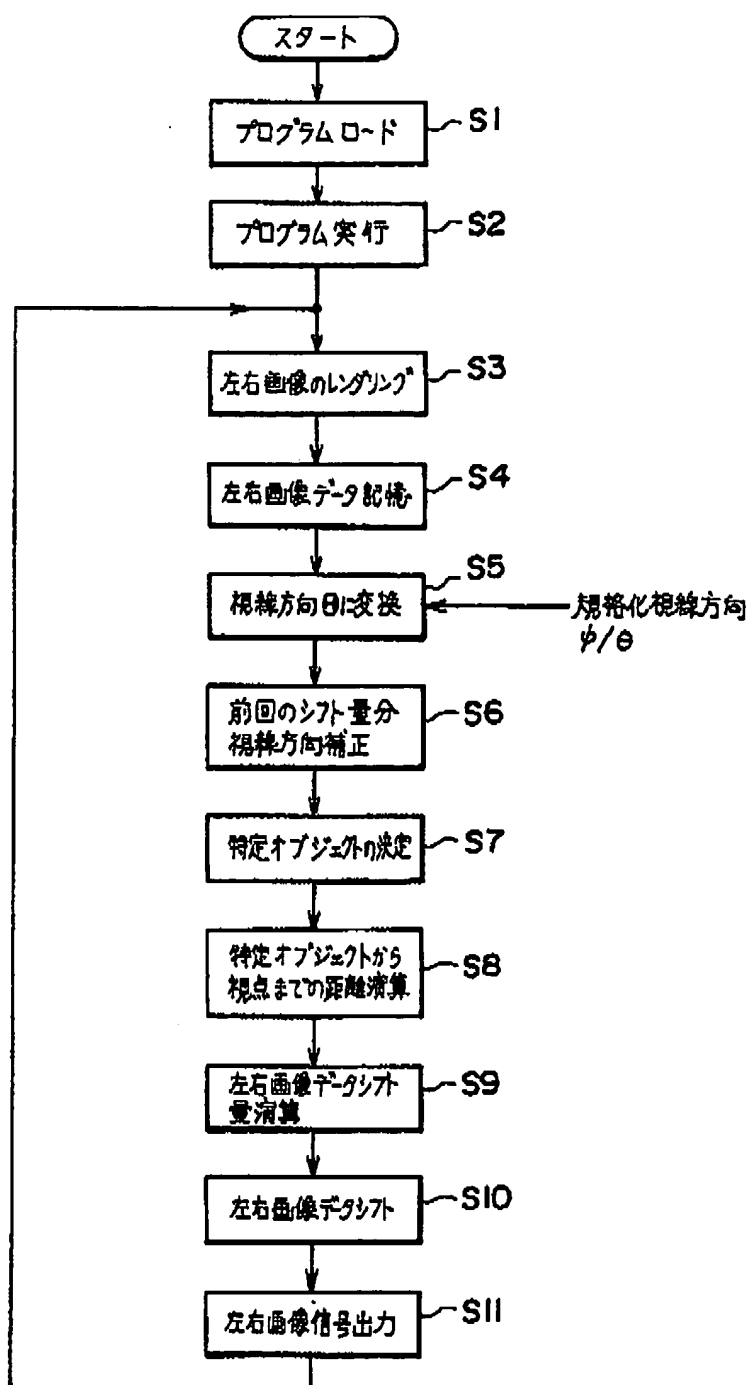 スタート
プログラムロード
S1
プログラム実行
S2
左右画像のレンダリング
S3
左右画像データ記憶
S4
視線方向θに変換
S5
規格化視線方向
φ/θ
前回のシフト量分
視線方向補正
S6
特定オブジェクトの決定
S7
特定オブジェクトから
視点までの距離演算
S8
左右画像データシフト
量演算
S9
左右画像データシフト
S10
左右画像信号出力
S11